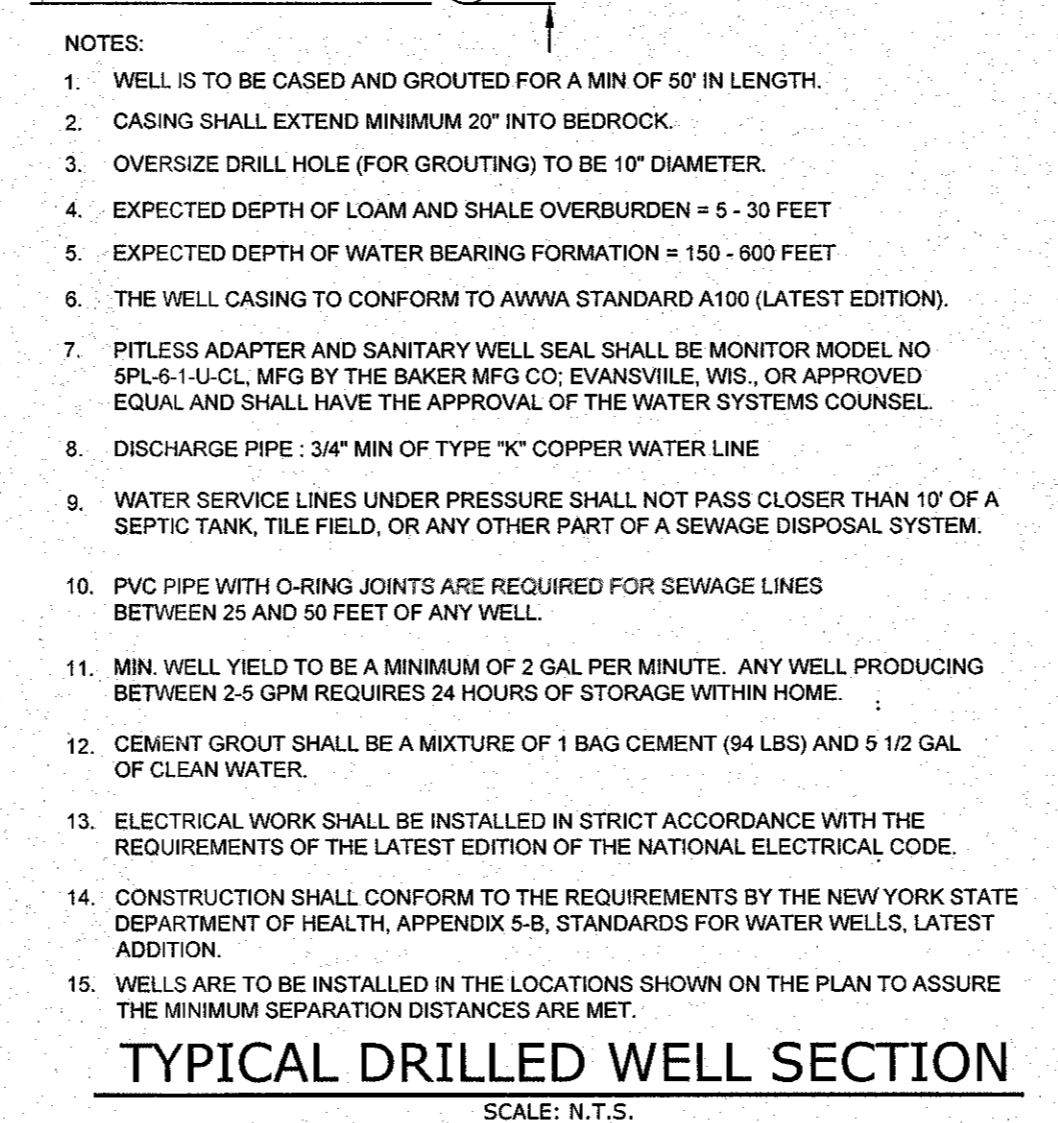 NOTES:
1. WELL IS TO BE CASED AND GROUTED FOR A MIN OF 50' IN LENGTH.
2. CASING SHALL EXTEND MINIMUM 20" INTO BEDROCK.
3. OVERSIZE DRILL HOLE (FOR GROUTING) TO BE 10" DIAMETER.
4. EXPECTED DEPTH OF LOAM AND SHALE OVERBURDEN = 5 - 30 FEET
5. EXPECTED DEPTH OF WATER BEARING FORMATION = 150 - 600 FEET
6. THE WELL CASING TO CONFORM TO AWWA STANDARD A100 (LATEST EDITION).
7. PITLESS ADAPTER AND SANITARY WELL SEAL SHALL BE MONITOR MODEL NO
5PL-6-1-U-CL, MFG BY THE BAKER MFG CO; EVANSVIILE, WIS., OR APPROVED
EQUAL AND SHALL HAVE THE APPROVAL OF THE WATER SYSTEMS COUNSEL.
8. DISCHARGE PIPE : 3/4" MIN OF TYPE "K" COPPER WATER LINE
9. WATER SERVICE LINES UNDER PRESSURE SHALL NOT PASS CLOSER THAN 10' OF A
SEPTIC TANK, TILE FIELD, OR ANY OTHER PART OF A SEWAGE DISPOSAL SYSTEM.
10. PVC PIPE WITH O-RING JOINTS ARE REQUIRED FOR SEWAGE LINES
BETWEEN 25 AND 50 FEET OF ANY WELL.
11. MIN. WELL YIELD TO BE A MINIMUM OF 2 GAL PER MINUTE. ANY WELL PRODUCING
BETWEEN 2-5 GPM REQUIRES 24 HOURS OF STORAGE WITHIN HOME.
12. CEMENT GROUT SHALL BE A MIXTURE OF 1 BAG CEMENT (94 LBS) AND 5 1/2 GAL
OF CLEAN WATER.
13. ELECTRICAL WORK SHALL BE INSTALLED IN STRICT ACCORDANCE WITH THE
REQUIREMENTS OF THE LATEST EDITION OF THE NATIONAL ELECTRICAL CODE.
14. CONSTRUCTION SHALL CONFORM TO THE REQUIREMENTS BY THE NEW YORK STATE
DEPARTMENT OF HEALTH, APPENDIX 5-B, STANDARDS FOR WATER WELLS, LATEST
ADDITION.
15. WELLS ARE TO BE INSTALLED IN THE LOCATIONS SHOWN ON THE PLAN TO ASSURE
THE MINIMUM SEPARATION DISTANCES ARE MET.
TYPICAL DRILLED WELL SECTION
SCALE: N.T.S.